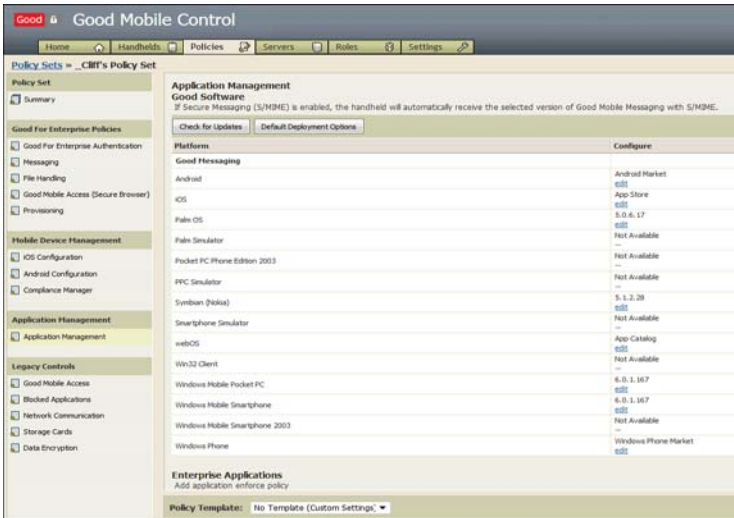 Good Good Mobile Control
Home Handhelds Policies Servers Roles Settings
Policy Sets » _Cliff's Policy Set
Policy Set
Summary
Good For Enterprise Policies
Good For Enterprise Authentication
Messaging
File Handling
Good Mobile Access (Secure Browser)
Provisioning
Mobile Device Management
iOS Configuration
Android Configuration
Compliance Manager
Application Management
Application Management
Legacy Controls
Good Mobile Access
Blocked Applications
Network Communication
Storage Cards
Data Encryption
Application Management
Good Software
If Secure Messaging (S/MIME) is enabled, the handheld will automatically receive the selected version of Good Mobile Messaging with S/MIME.
Check for Updates Default Deployment Options
Platform Configure
Good Messaging
Android Android Market
edit
iOS App Store
edit
Palm OS 5.0.6.17
edit
Palm Simulator Not Available
--
Pocket PC Phone Edition 2003 Not Available
--
PPC Simulator Not Available
--
Symbian (Nokia) 5.1.2.28
edit
Smartphone Simulator Not Available
--
webOS App Catalog
edit
Win32 Client Not Available
--
Windows Mobile Pocket PC 6.0.1.167
edit
Windows Mobile Smartphone 6.0.1.167
edit
Windows Mobile Smartphone 2003 Not Available
--
Windows Phone Windows Phone Market
edit
Enterprise Applications
Add application enforce policy
Policy Template: No Template (Custom Settings)